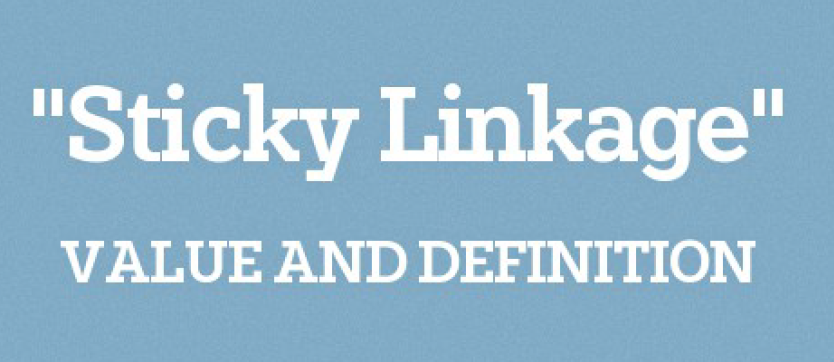 "Sticky Linkage"
VALUE AND DEFINITION